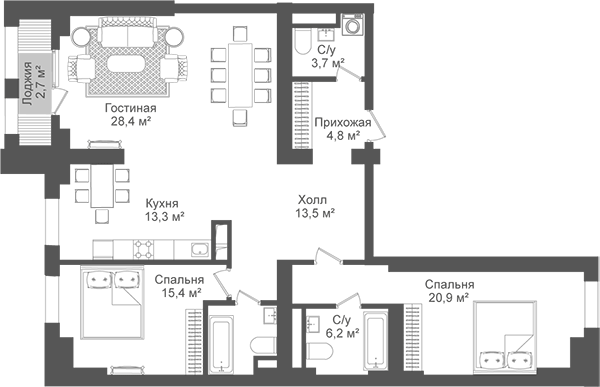 Лоджия
2,7 м²
Гостиная
28,4 м²
С/у
3,7 м²
Прихожая
4,8 м²
Кухня
13,3 м²
Холл
13,5 м²
Спальня
15,4 м²
С/у
6,2 м²
Спальня
20,9 м²